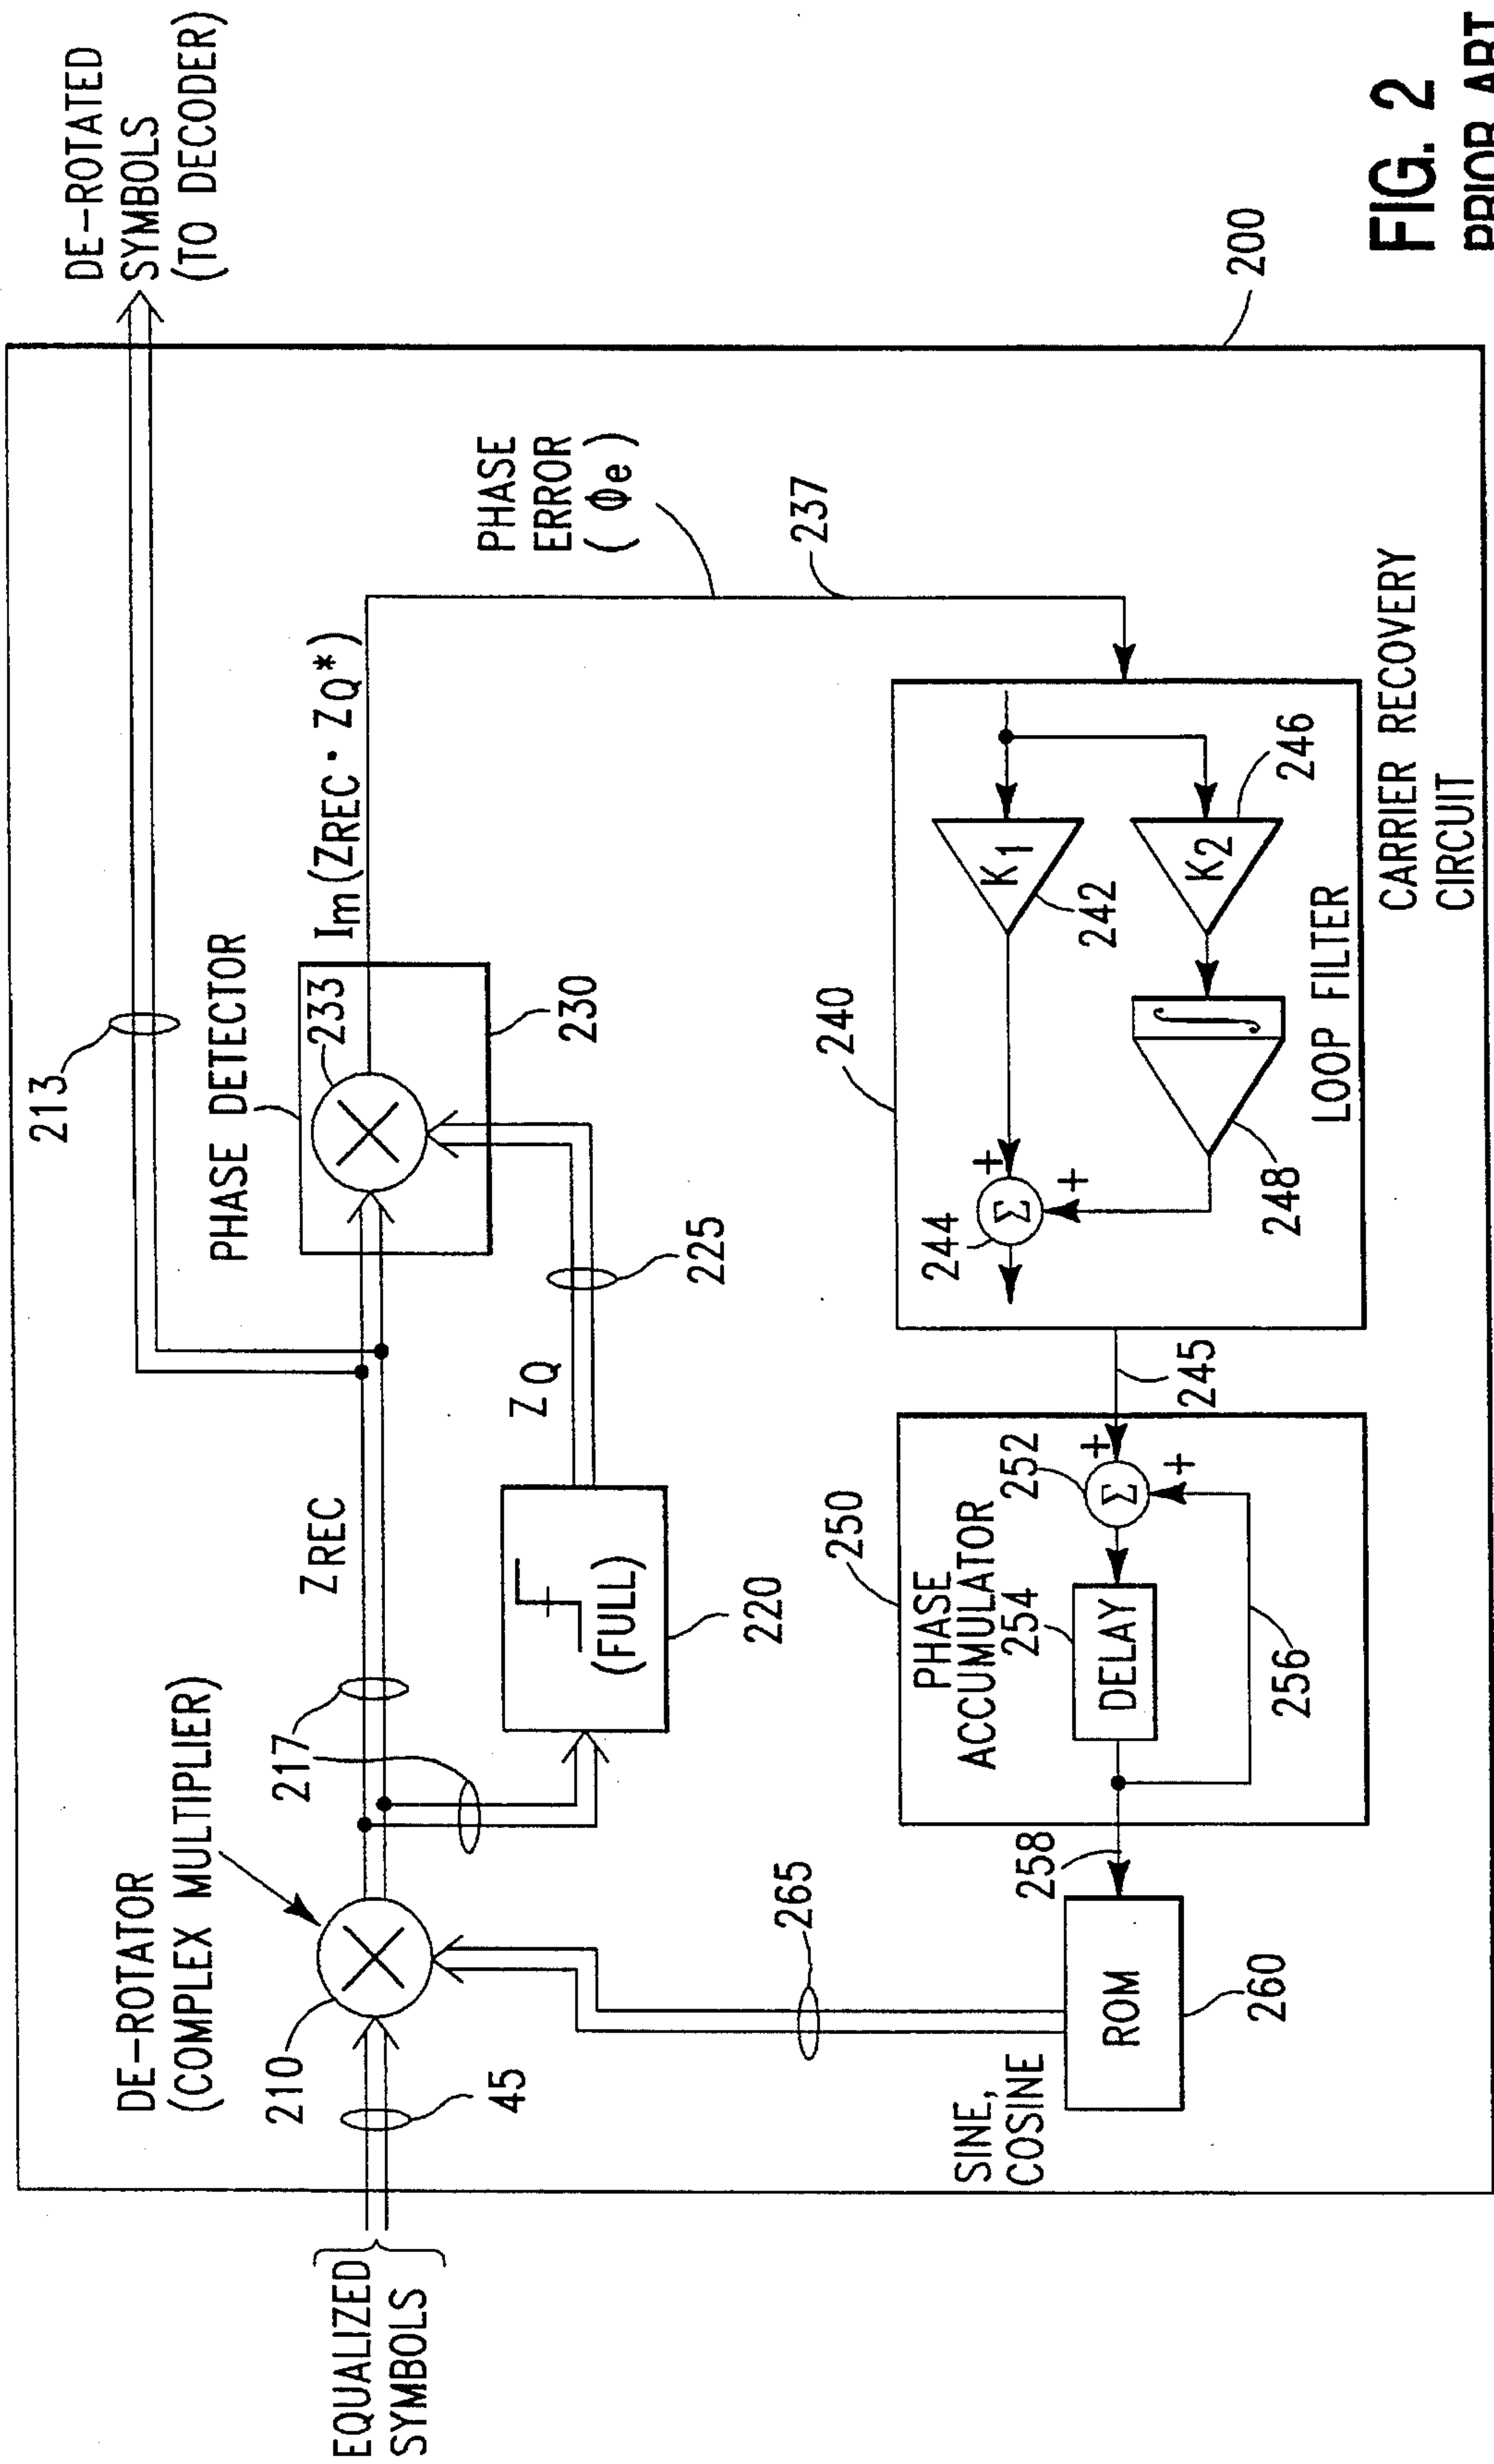 DE-ROTATED
SYMBOLS
(TO DECODER)
213
PHASE DETECTOR
233
Im(ZREC · ZQ*)
PHASE
ERROR
( Φe )
237
230
DE-ROTATOR
(COMPLEX MULTIPLIER)
210
217
ZREC
EQUALIZED
SYMBOLS
45
(FULL)
220
ZQ
225
265
SINE,
COSINE
ROM
260
258
250
PHASE
ACCUMULATOR
254
DELAY
252
Σ
+
+
256
245
240
244
Σ
+
+
K1
242
K2
246
∫
248
LOOP FILTER
CARRIER RECOVERY
CIRCUIT
200
FIG. 2
PRIOR ART